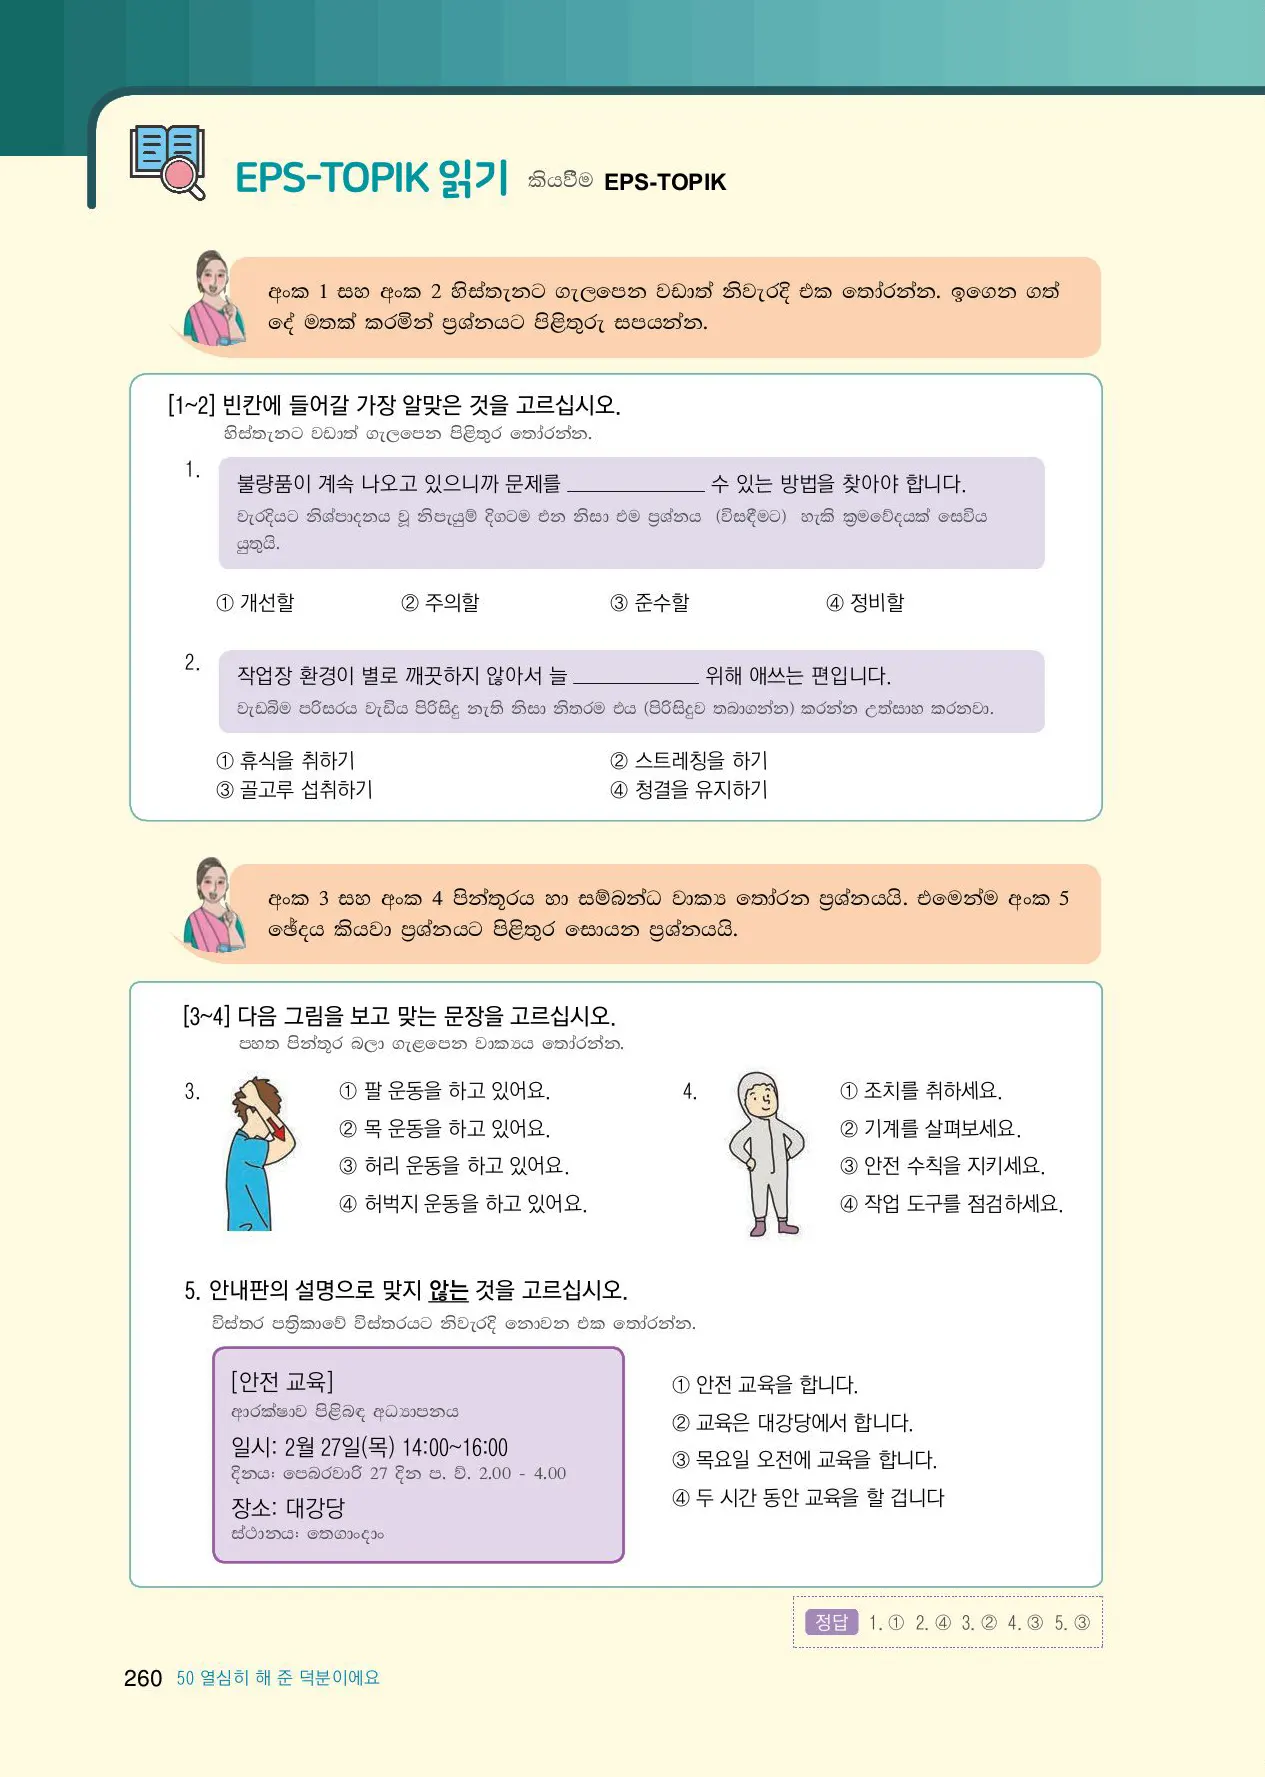 EPS-TOPIK 읽기 කියවීම EPS-TOPIK
අංක 1 සහ අංක 2 හිස්තැනට ගැලපෙන වඩාත් නිවැරදි එක තෝරන්න. ඉගෙන ගත්
දේ මතක් කරමින් ප්‍රශ්නයට පිළිතුරු සපයන්න.
[1~2] 빈칸에 들어갈 가장 알맞은 것을 고르십시오.
හිස්තැනට වඩාත් ගැලපෙන පිළිතුර තෝරන්න.
1.
불량품이 계속 나오고 있으니까 문제를 ____________ 수 있는 방법을 찾아야 합니다.
වැරදියට නිශ්පාදනය වූ නිපැයුම් දිගටම එන නිසා එම ප්‍රශ්නය (විසඳීමට) හැකි ක්‍රමවේදයක් සෙවිය
යුතුයි.
① 개선할 ② 주의할 ③ 준수할 ④ 정비할
2.
작업장 환경이 별로 깨끗하지 않아서 늘 ____________ 위해 애쓰는 편입니다.
වැඩබිම පරිසරය වැඩිය පිරිසිදු නැති නිසා නිතරම එය (පිරිසිදුව තබාගන්න) කරන්න උත්සාහ කරනවා.
① 휴식을 취하기 ② 스트레칭을 하기
③ 골고루 섭취하기 ④ 청결을 유지하기
අංක 3 සහ අංක 4 පින්තූරය හා සම්බන්ධ වාක්‍ය තෝරන ප්‍රශ්නයයි. එමෙන්ම අංක 5
ඡේදය කියවා ප්‍රශ්නයට පිළිතුර සොයන ප්‍රශ්නයයි.
[3~4] 다음 그림을 보고 맞는 문장을 고르십시오.
පහත පින්තූර බලා ගැළපෙන වාක්‍යය තෝරන්න.
3.
① 팔 운동을 하고 있어요.
② 목 운동을 하고 있어요.
③ 허리 운동을 하고 있어요.
④ 허벅지 운동을 하고 있어요.
4.
① 조치를 취하세요.
② 기계를 살펴보세요.
③ 안전 수칙을 지키세요.
④ 작업 도구를 점검하세요.
5. 안내판의 설명으로 맞지 않는 것을 고르십시오.
විස්තර පත්‍රිකාවේ විස්තරයට නිවැරදි නොවන එක තෝරන්න.
[안전 교육]
ආරක්ෂාව පිළිබඳ අධ්‍යාපනය
일시: 2월 27일(목) 14:00~16:00
දිනය: පෙබරවාරි 27 දින ප. ව්. 2.00 - 4.00
장소: 대강당
ස්ථානය: තෙගාංදාං
① 안전 교육을 합니다.
② 교육은 대강당에서 합니다.
③ 목요일 오전에 교육을 합니다.
④ 두 시간 동안 교육을 할 겁니다
정답 1. ① 2. ④ 3. ② 4. ③ 5. ③
260 50 열심히 해 준 덕분이에요